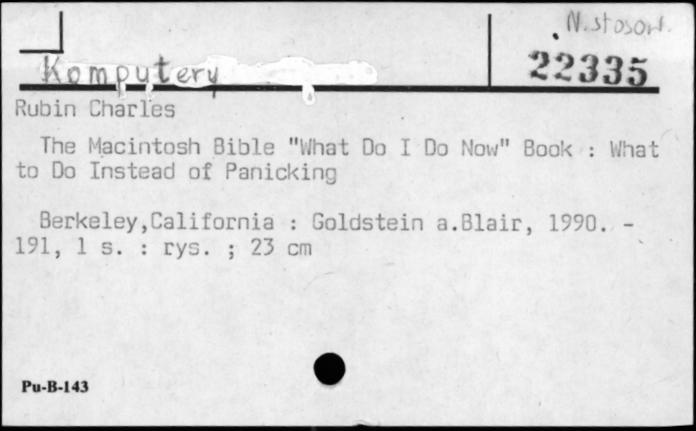 N. stosow.
22335
Komputery
Rubin Charles
The Macintosh Bible "What Do I Do Now" Book : What
to Do Instead of Panicking
Berkeley,California : Goldstein a.Blair, 1990. -
191, 1 s. : rys. ; 23 cm
Pu-B-143